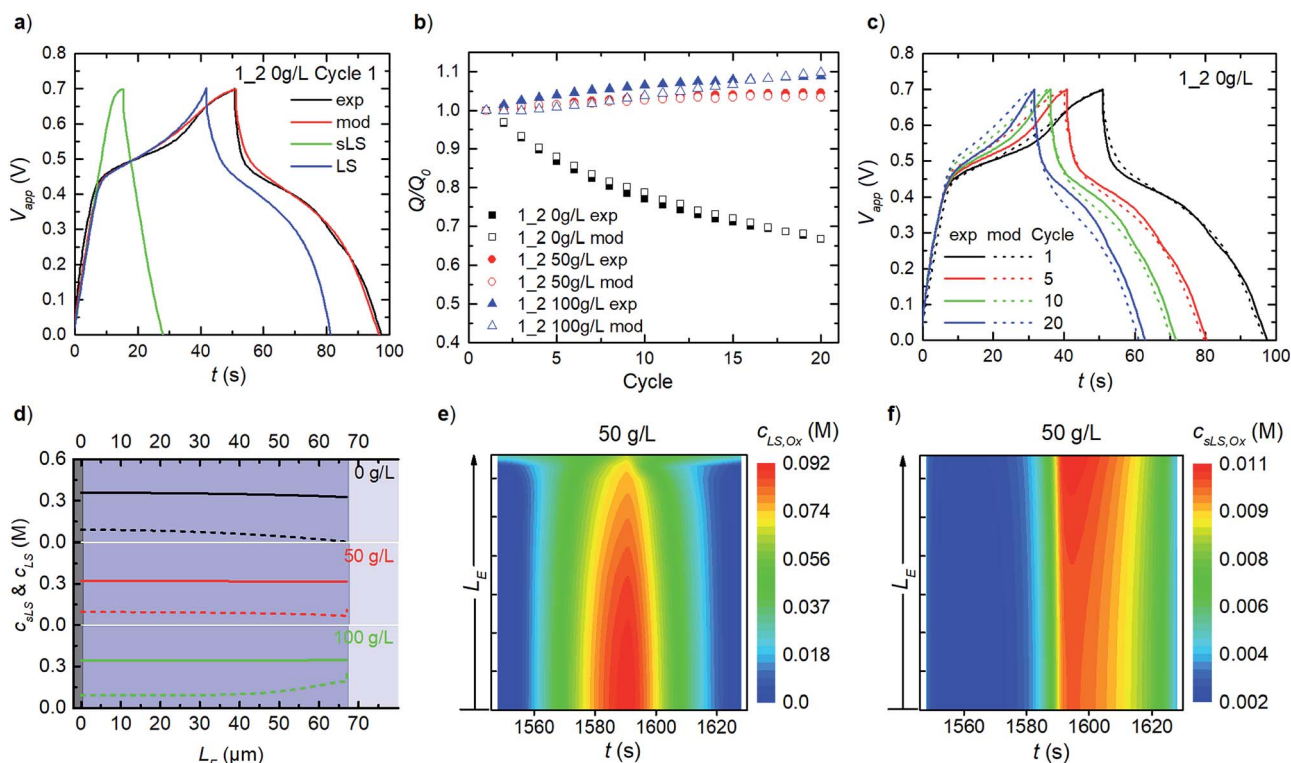 a)
1_2 0g/L Cycle 1
exp
mod
sLS
LS
V_app (V)
0.7
0.6
0.5
0.4
0.3
0.2
0.1
0.0
0 20 40 60 80 100
t (s)
b)
Q/Q_0
1.1
1.0
0.9
0.8
0.7
0.6
0.5
0.4
1_2 0g/L exp
1_2 0g/L mod
1_2 50g/L exp
1_2 50g/L mod
1_2 100g/L exp
1_2 100g/L mod
0 5 10 15 20
Cycle
c)
1_2 0g/L
V_app (V)
0.7
0.6
0.5
0.4
0.3
0.2
0.1
0.0
exp mod Cycle
1
5
10
20
0 20 40 60 80 100
t (s)
d)
0 10 20 30 40 50 60 70 80
c_sLS & c_LS (M)
0.6
0.3
0.0
0.3
0.0
0.3
0.0
0 g/L
50 g/L
100 g/L
0 10 20 30 40 50 60 70 80
L_E (µm)
e)
50 g/L
c_LS,Ox (M)
L_E
0.092
0.074
0.056
0.037
0.018
0.0
1560 1580 1600 1620
t (s)
f)
50 g/L
c_sLS,Ox (M)
L_E
0.011
0.009
0.008
0.006
0.004
0.002
1560 1580 1600 1620
t (s)